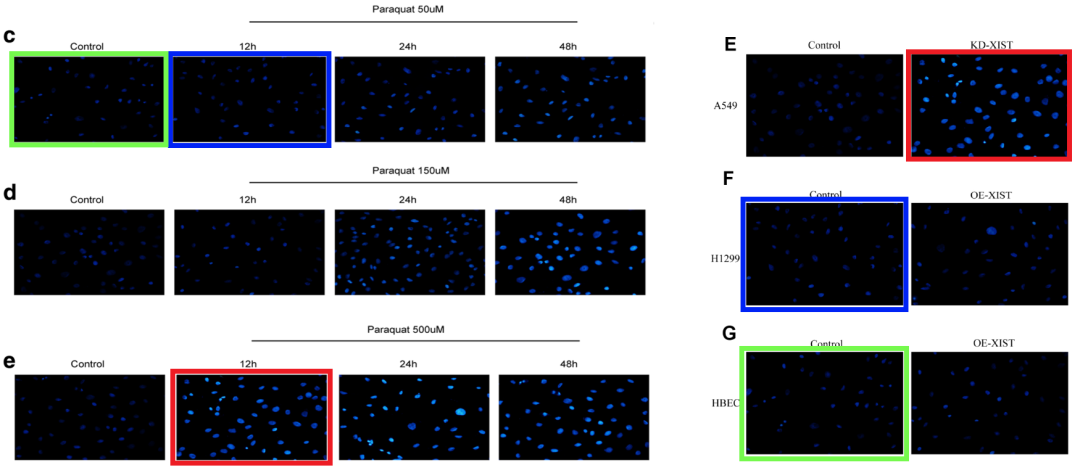 Paraquat 50uM
c
Control 12h 24h 48h
Paraquat 150uM
d
Control 12h 24h 48h
Paraquat 500uM
e
Control 12h 24h 48h
E
Control KD-XIST
A549
F
Control OE-XIST
H1299
G
Control OE-XIST
HBEC